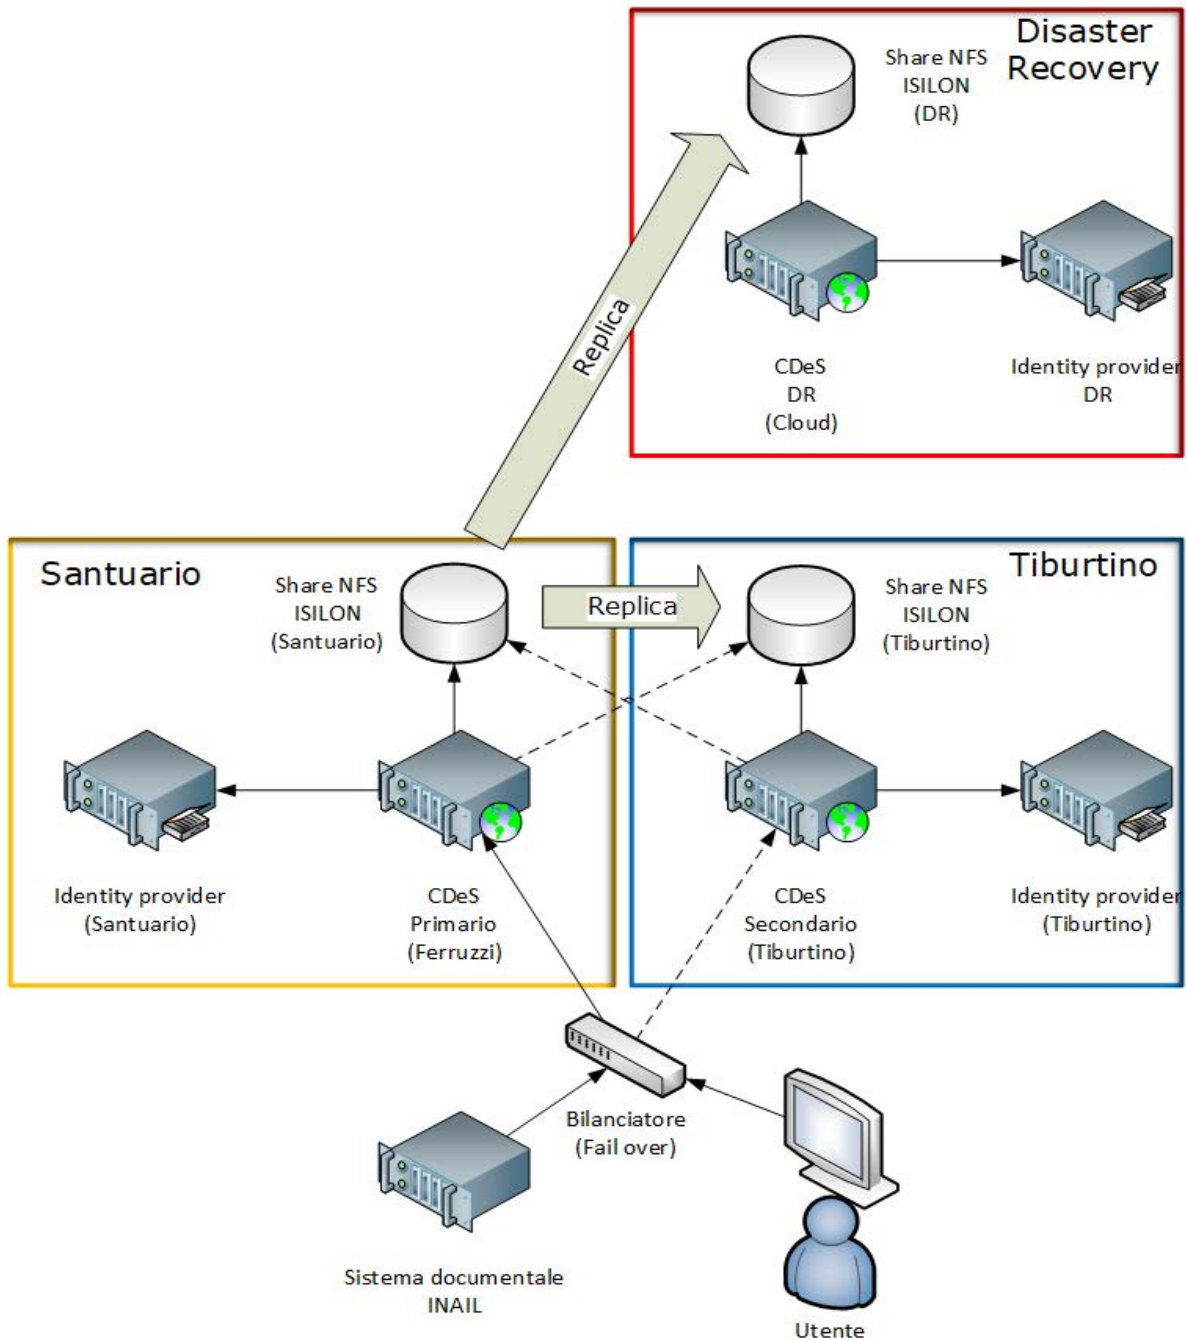 Disaster
Recovery
Share NFS
ISILON
(DR)
Replica
CDeS
DR
(Cloud)
Identity provider
DR
Santuario
Share NFS
ISILON
(Santuario)
Replica
Tiburtino
Share NFS
ISILON
(Tiburtino)
Identity provider
(Santuario)
CDeS
Primario
(Ferruzzi)
CDeS
Secondario
(Tiburtino)
Identity provider
(Tiburtino)
Bilanciatore
(Fail over)
Sistema documentale
INAIL
Utente